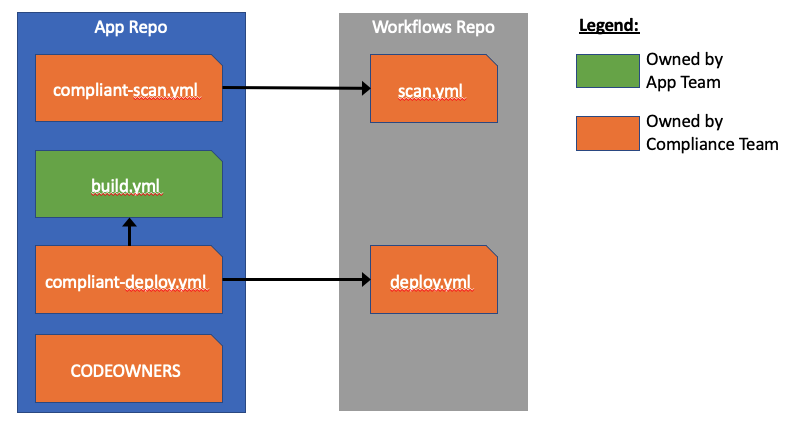 App Repo
Workflows Repo
Legend:
compliant-scan.yml
scan.yml
Owned by
App Team
Owned by
Compliance Team
build.yml
compliant-deploy.yml
deploy.yml
CODEOWNERS